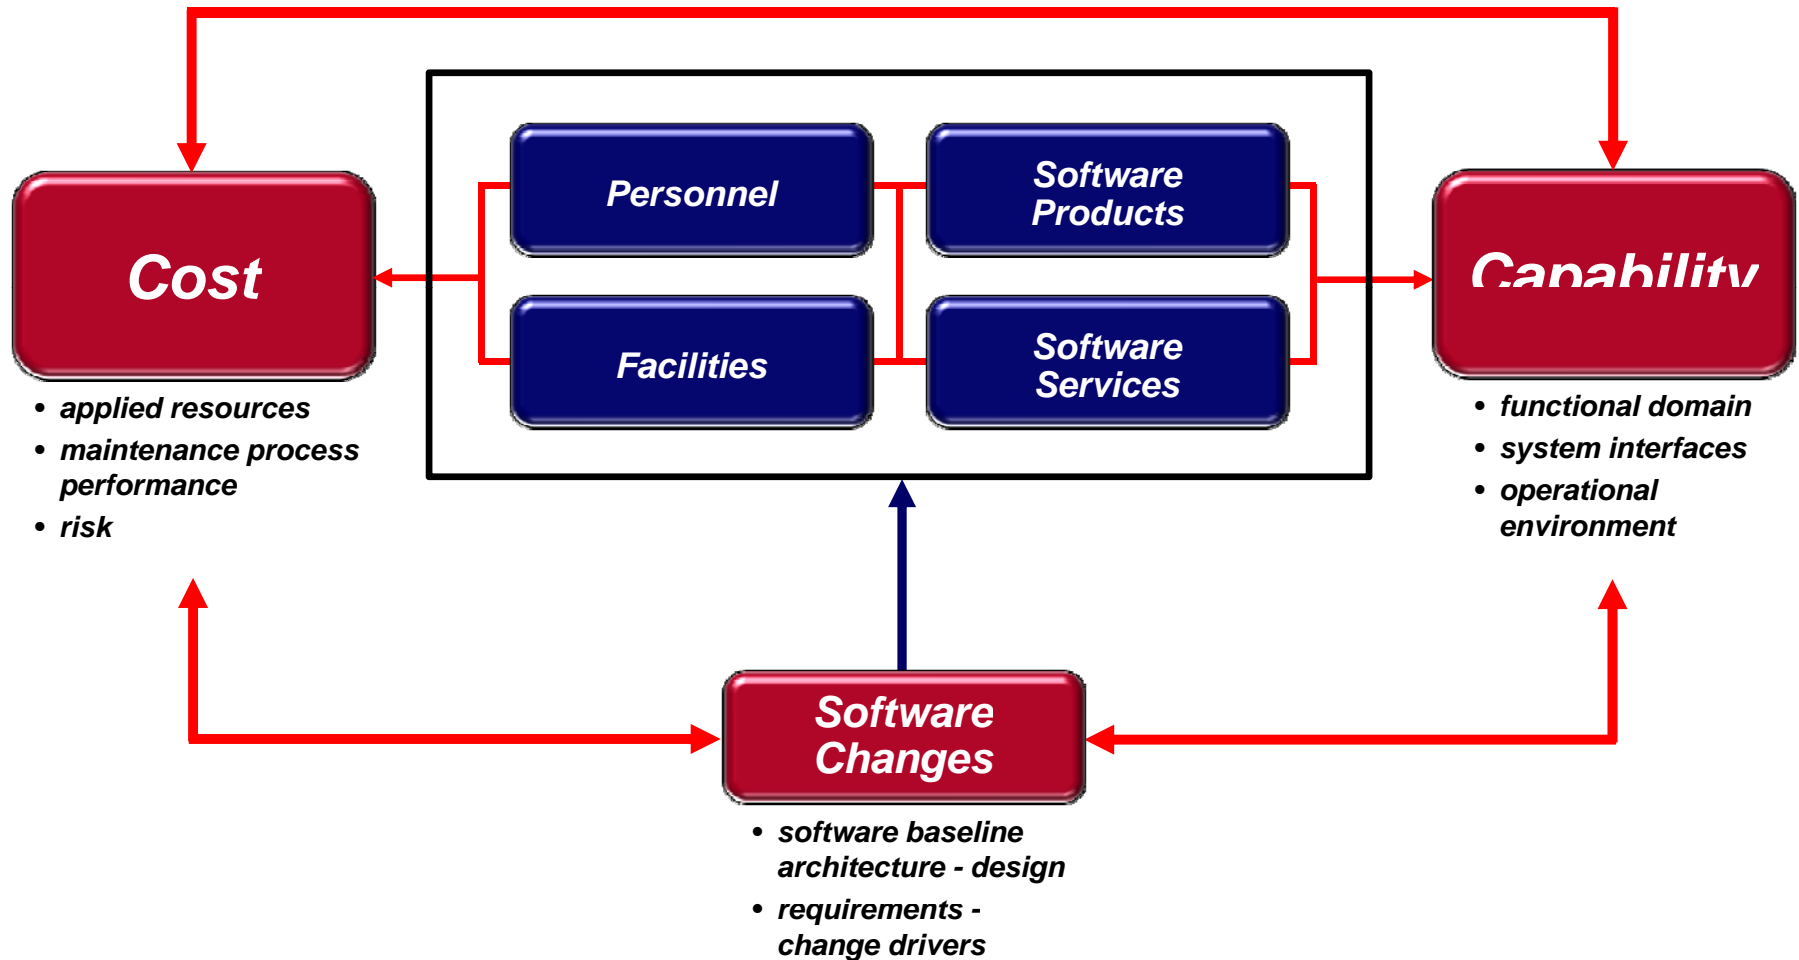 Personnel
Software
Products
Cost
Capability
Facilities
Software
Services
• applied resources
• maintenance process
performance
• risk
• functional domain
• system interfaces
• operational
environment
Software
Changes
• software baseline
architecture - design
• requirements -
change drivers